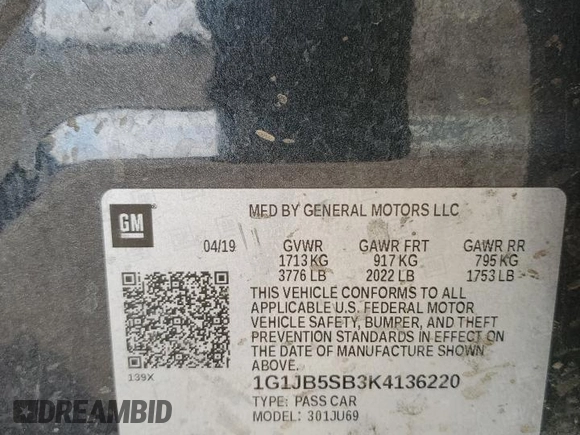 MFD BY GENERAL MOTORS LLC
GM
04/19 GVWR GAWR FRT GAWR RR
1713 KG 917 KG 795 KG
3776 LB 2022 LB 1753 LB
THIS VEHICLE CONFORMS TO ALL
APPLICABLE U.S. FEDERAL MOTOR
VEHICLE SAFETY, BUMPER, AND THEFT
PREVENTION STANDARDS IN EFFECT ON
THE DATE OF MANUFACTURE SHOWN
ABOVE.
139X
1G1JB5SB3K4136220
TYPE: PASS CAR
MODEL: 301JU69
DREAMBID